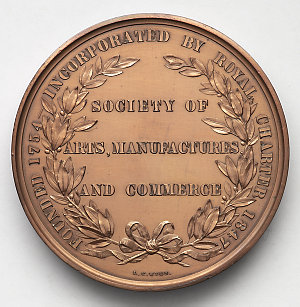 FOUNDED 1754 INCORPORATED BY ROYAL CHARTER 1847
SOCIETY OF
ARTS, MANUFACTURES
AND COMMERCE